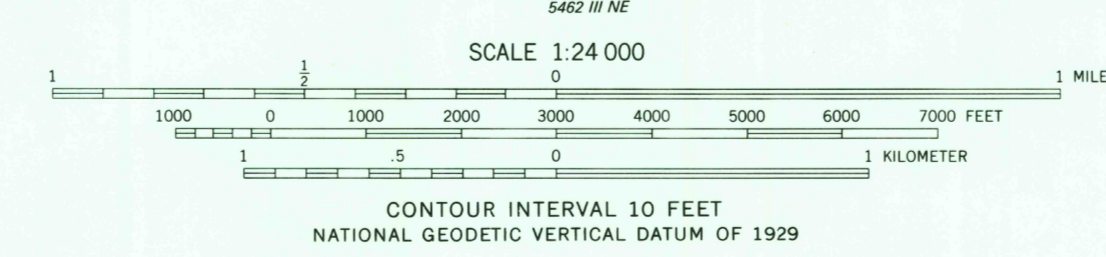 5462 III NE
SCALE 1:24 000
1 1/2 0 1 MILE
1000 0 1000 2000 3000 4000 5000 6000 7000 FEET
1 .5 0 1 KILOMETER
CONTOUR INTERVAL 10 FEET
NATIONAL GEODETIC VERTICAL DATUM OF 1929